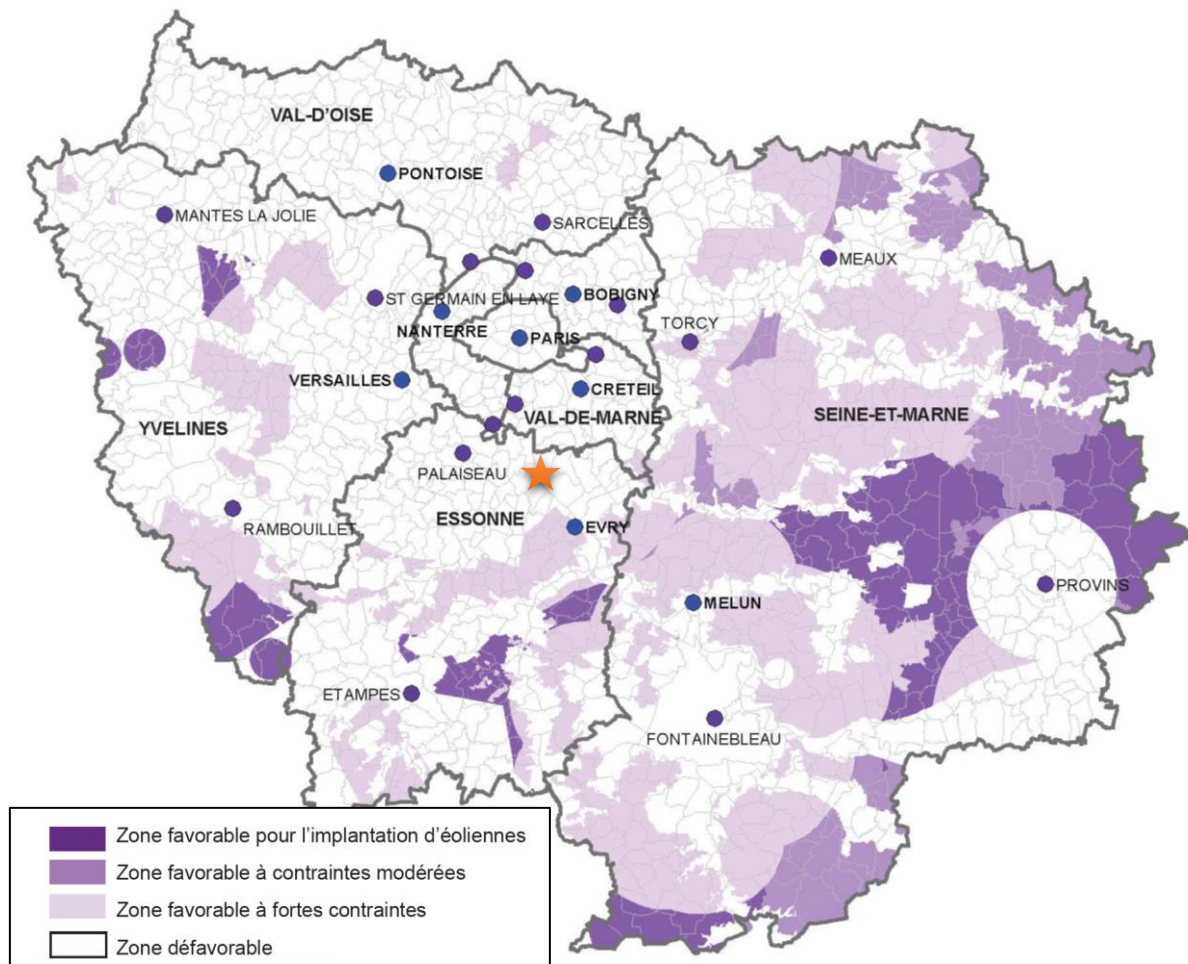 VAL-D'OISE
PONTOISE
MANTES LA JOLIE
SARCELLES
MEAUX
ST GERMAIN EN LAYE
BOBIGNY
NANTERRE
PARIS
TORCY
VERSAILLES
CRETEIL
VAL-DE-MARNE
SEINE-ET-MARNE
YVELINES
PALAISEAU
RAMBOUILLET
ESSONNE
EVRY
PROVINS
MELUN
ETAMPES
FONTAINEBLEAU
Zone favorable pour l'implantation d'éoliennes
Zone favorable à contraintes modérées
Zone favorable à fortes contraintes
Zone défavorable